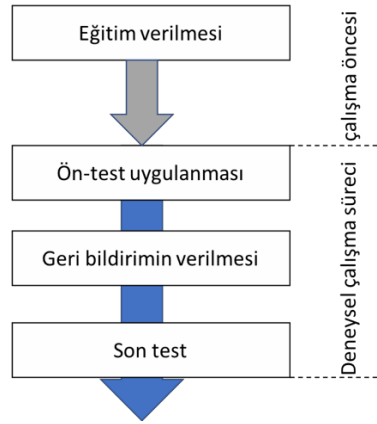 Eğitim verilmesi
çalışma öncesi
Ön-test uygulanması
Geri bildirimin verilmesi
Son test
Deneysel çalışma süreci